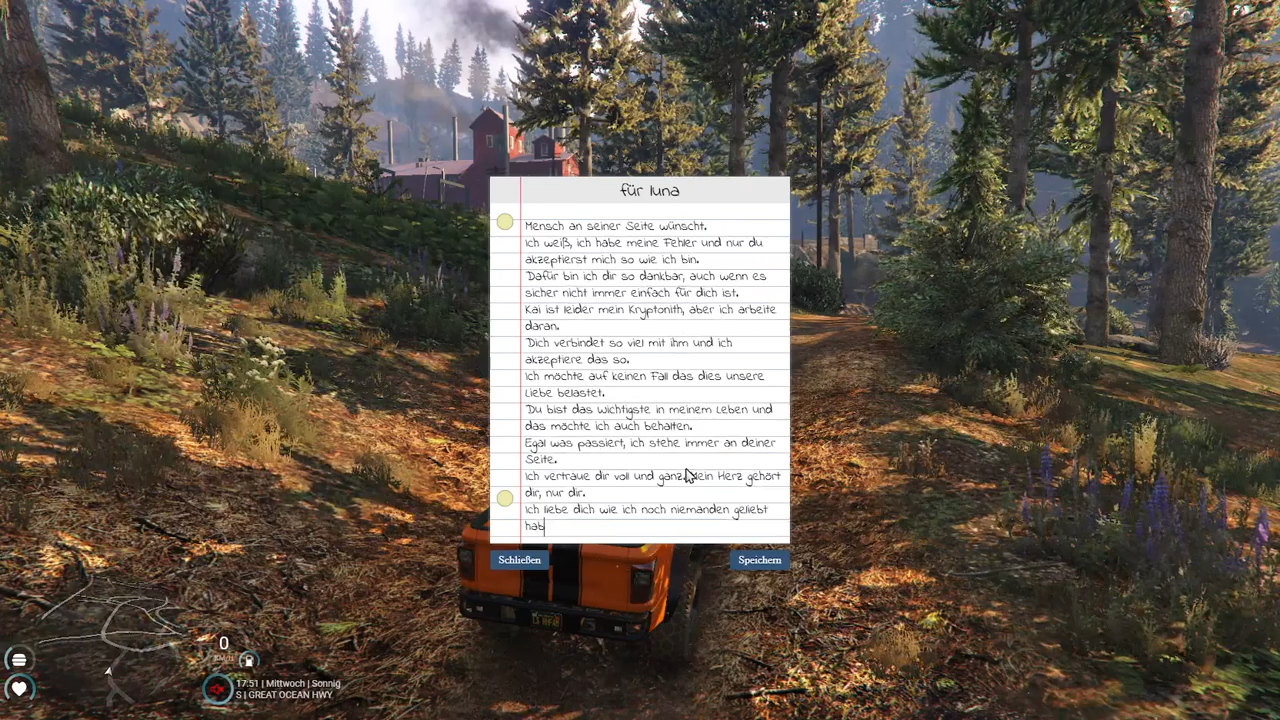 für luna
Mensch an seiner Seite wünscht.
Ich weiß, ich habe meine Fehler und nur du
akzeptierst mich so wie ich bin.
Dafür bin ich dir so dankbar, auch wenn es
sicher nicht immer einfach für dich ist.
Kai ist leider mein Kryptonith, aber ich arbeite
daran.
Dich verbindet so viel mit ihm und ich
akzeptiere das so.
Ich möchte auf keinen Fall das dies unsere
Liebe belastet.
Du bist das Wichtigste in meinem Leben und
das möchte ich auch behalten.
Egal was passiert, ich stehe immer an deiner
Seite.
Ich vertraue dir voll und ganz. Mein Herz gehört
dir, nur dir.
Ich liebe dich wie ich noch niemanden geliebt
hab
Schließen
Speichern
0
17:51 | Mittwoch | Sonnig
S | GREAT OCEAN HWY